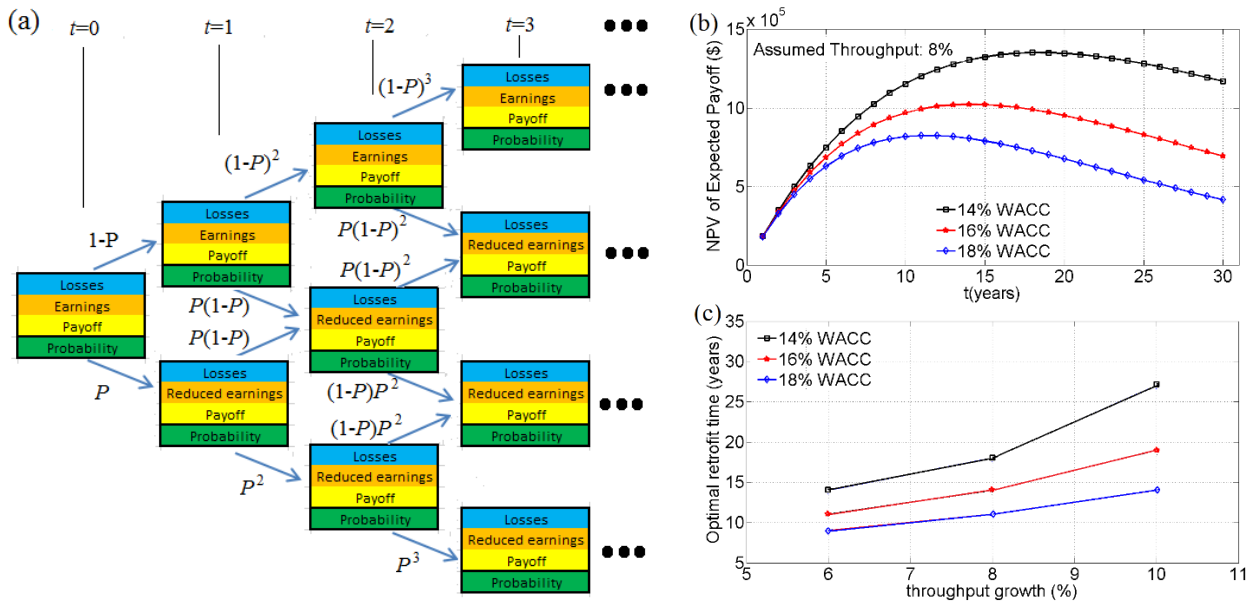 (a)
t=0
t=1
t=2
t=3
(1-P)³
Losses
Earnings
Payoff
Probability
(1-P)²
Losses
Earnings
Payoff
Probability
1-P
Losses
Earnings
Payoff
Probability
P(1-P)²
P(1-P)²
Losses
Reduced earnings
Payoff
Probability
Losses
Earnings
Payoff
Probability
P(1-P)
P(1-P)
Losses
Reduced earnings
Payoff
Probability
P
Losses
Reduced earnings
Payoff
Probability
(1-P)P²
(1-P)P²
Losses
Reduced earnings
Payoff
Probability
P²
Losses
Reduced earnings
Payoff
Probability
P³
Losses
Reduced earnings
Payoff
Probability
(b)
x 10⁵
15
10
5
0
NPV of Expected Payoff ($)
Assumed Throughput: 8%
14% WACC
16% WACC
18% WACC
0 5 10 15 20 25 30
t(years)
(c)
35
30
25
20
15
10
5
Optimal retrofit time (years)
14% WACC
16% WACC
18% WACC
5 6 7 8 9 10 11
throughput growth (%)